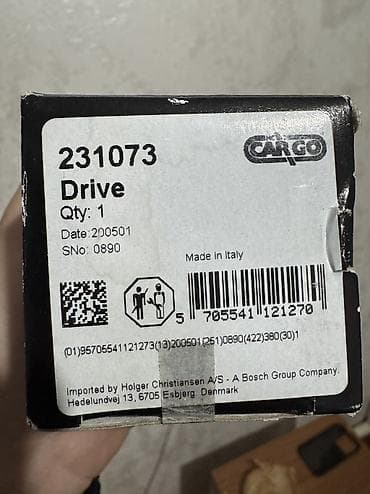 231073
CARGO
Drive
Qty: 1
Date:200501
SNo: 0890
Made in Italy
5 705541 121270
(01)95705541121273(13)200501(251)0890(422)380(30)1
Imported by Holger Christiansen A/S - A Bosch Group Company.
Hedelundvej 13, 6705 Esbjerg Denmark